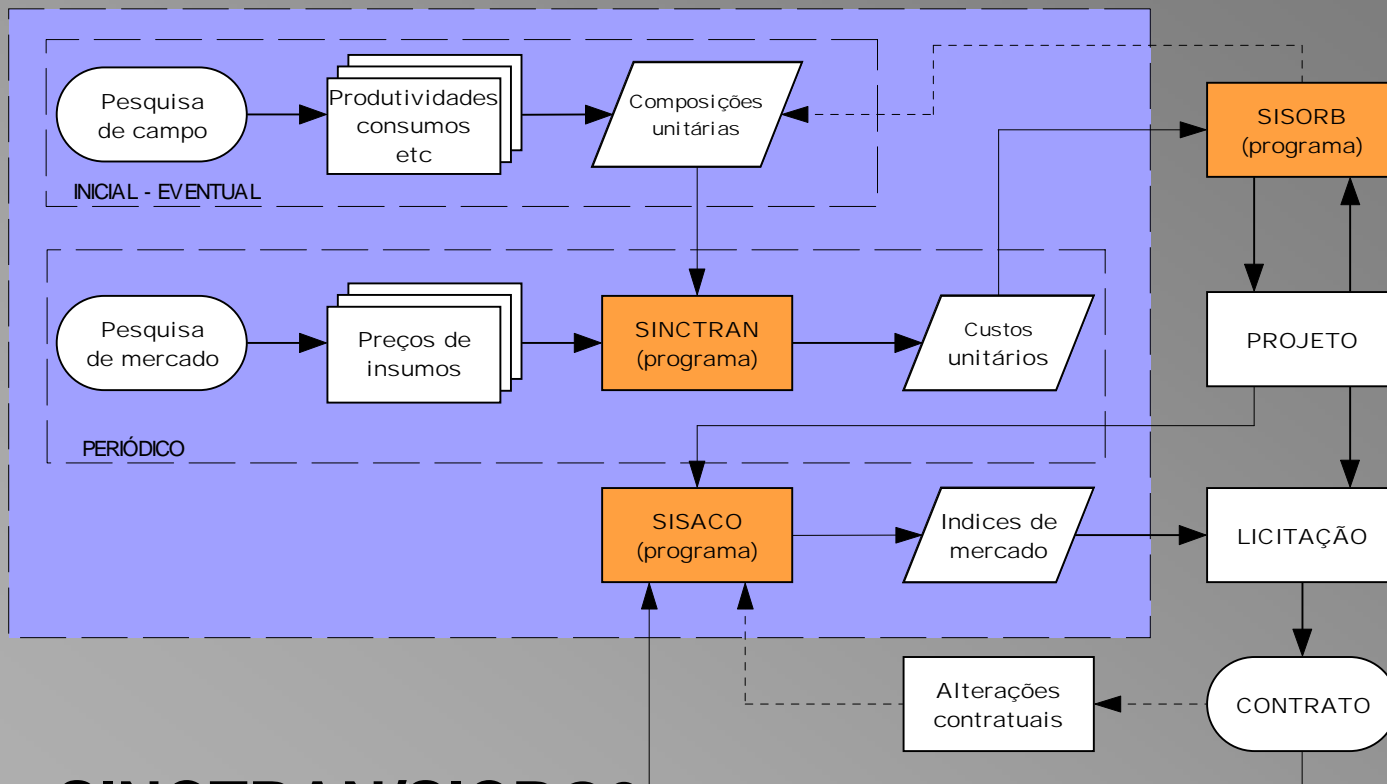 Pesquisa
de campo
Produtividades
consumos
etc
Composições
unitárias
SISORB
(programa)
INICIAL - EVENTUAL
Pesquisa
de mercado
Preços de
insumos
SINCTRAN
(programa)
Custos
unitários
PROJETO
PERIÓDICO
SISACO
(programa)
Indices de
mercado
LICITAÇÃO
Alterações
contratuais
CONTRATO